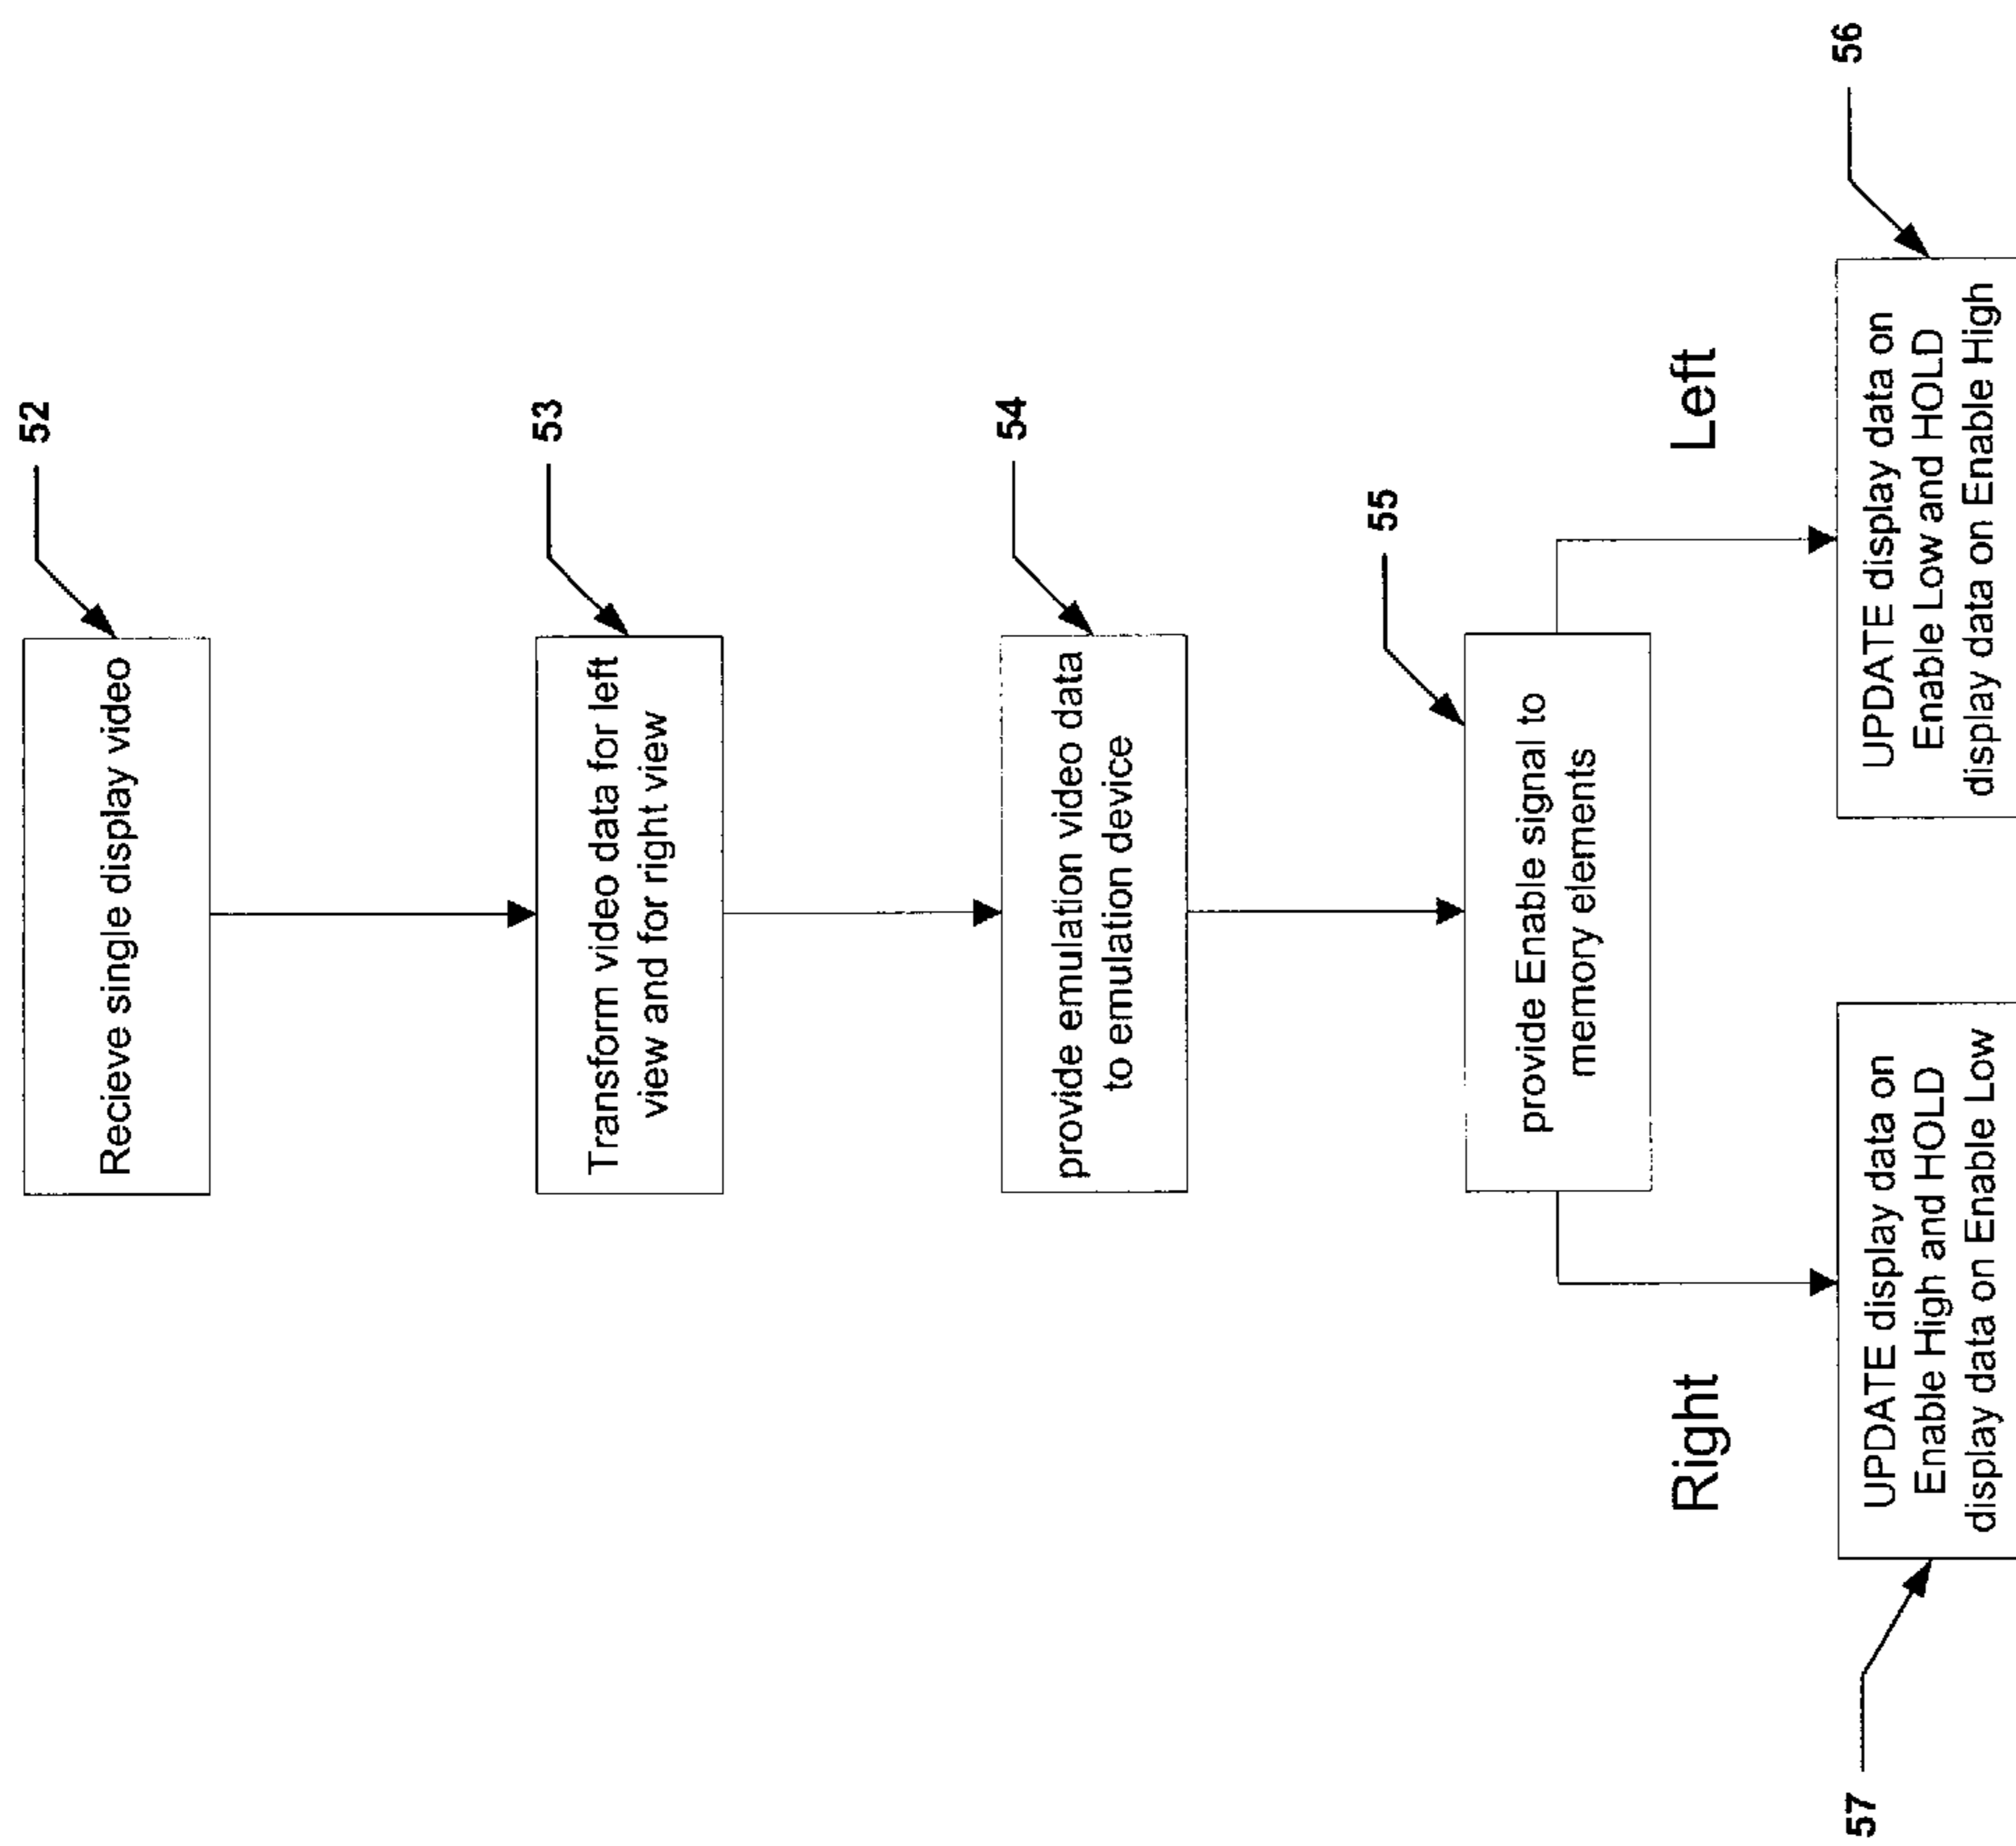 52
Recieve single display video
53
Transform video data for left
view and for right view
54
provide emulation video data
to emulation device
55
provide Enable signal to
memory elements
Right
Left
57
UPDATE display data on
Enable High and HOLD
display data on Enable Low
56
UPDATE display data on
Enable Low and HOLD
display data on Enable High